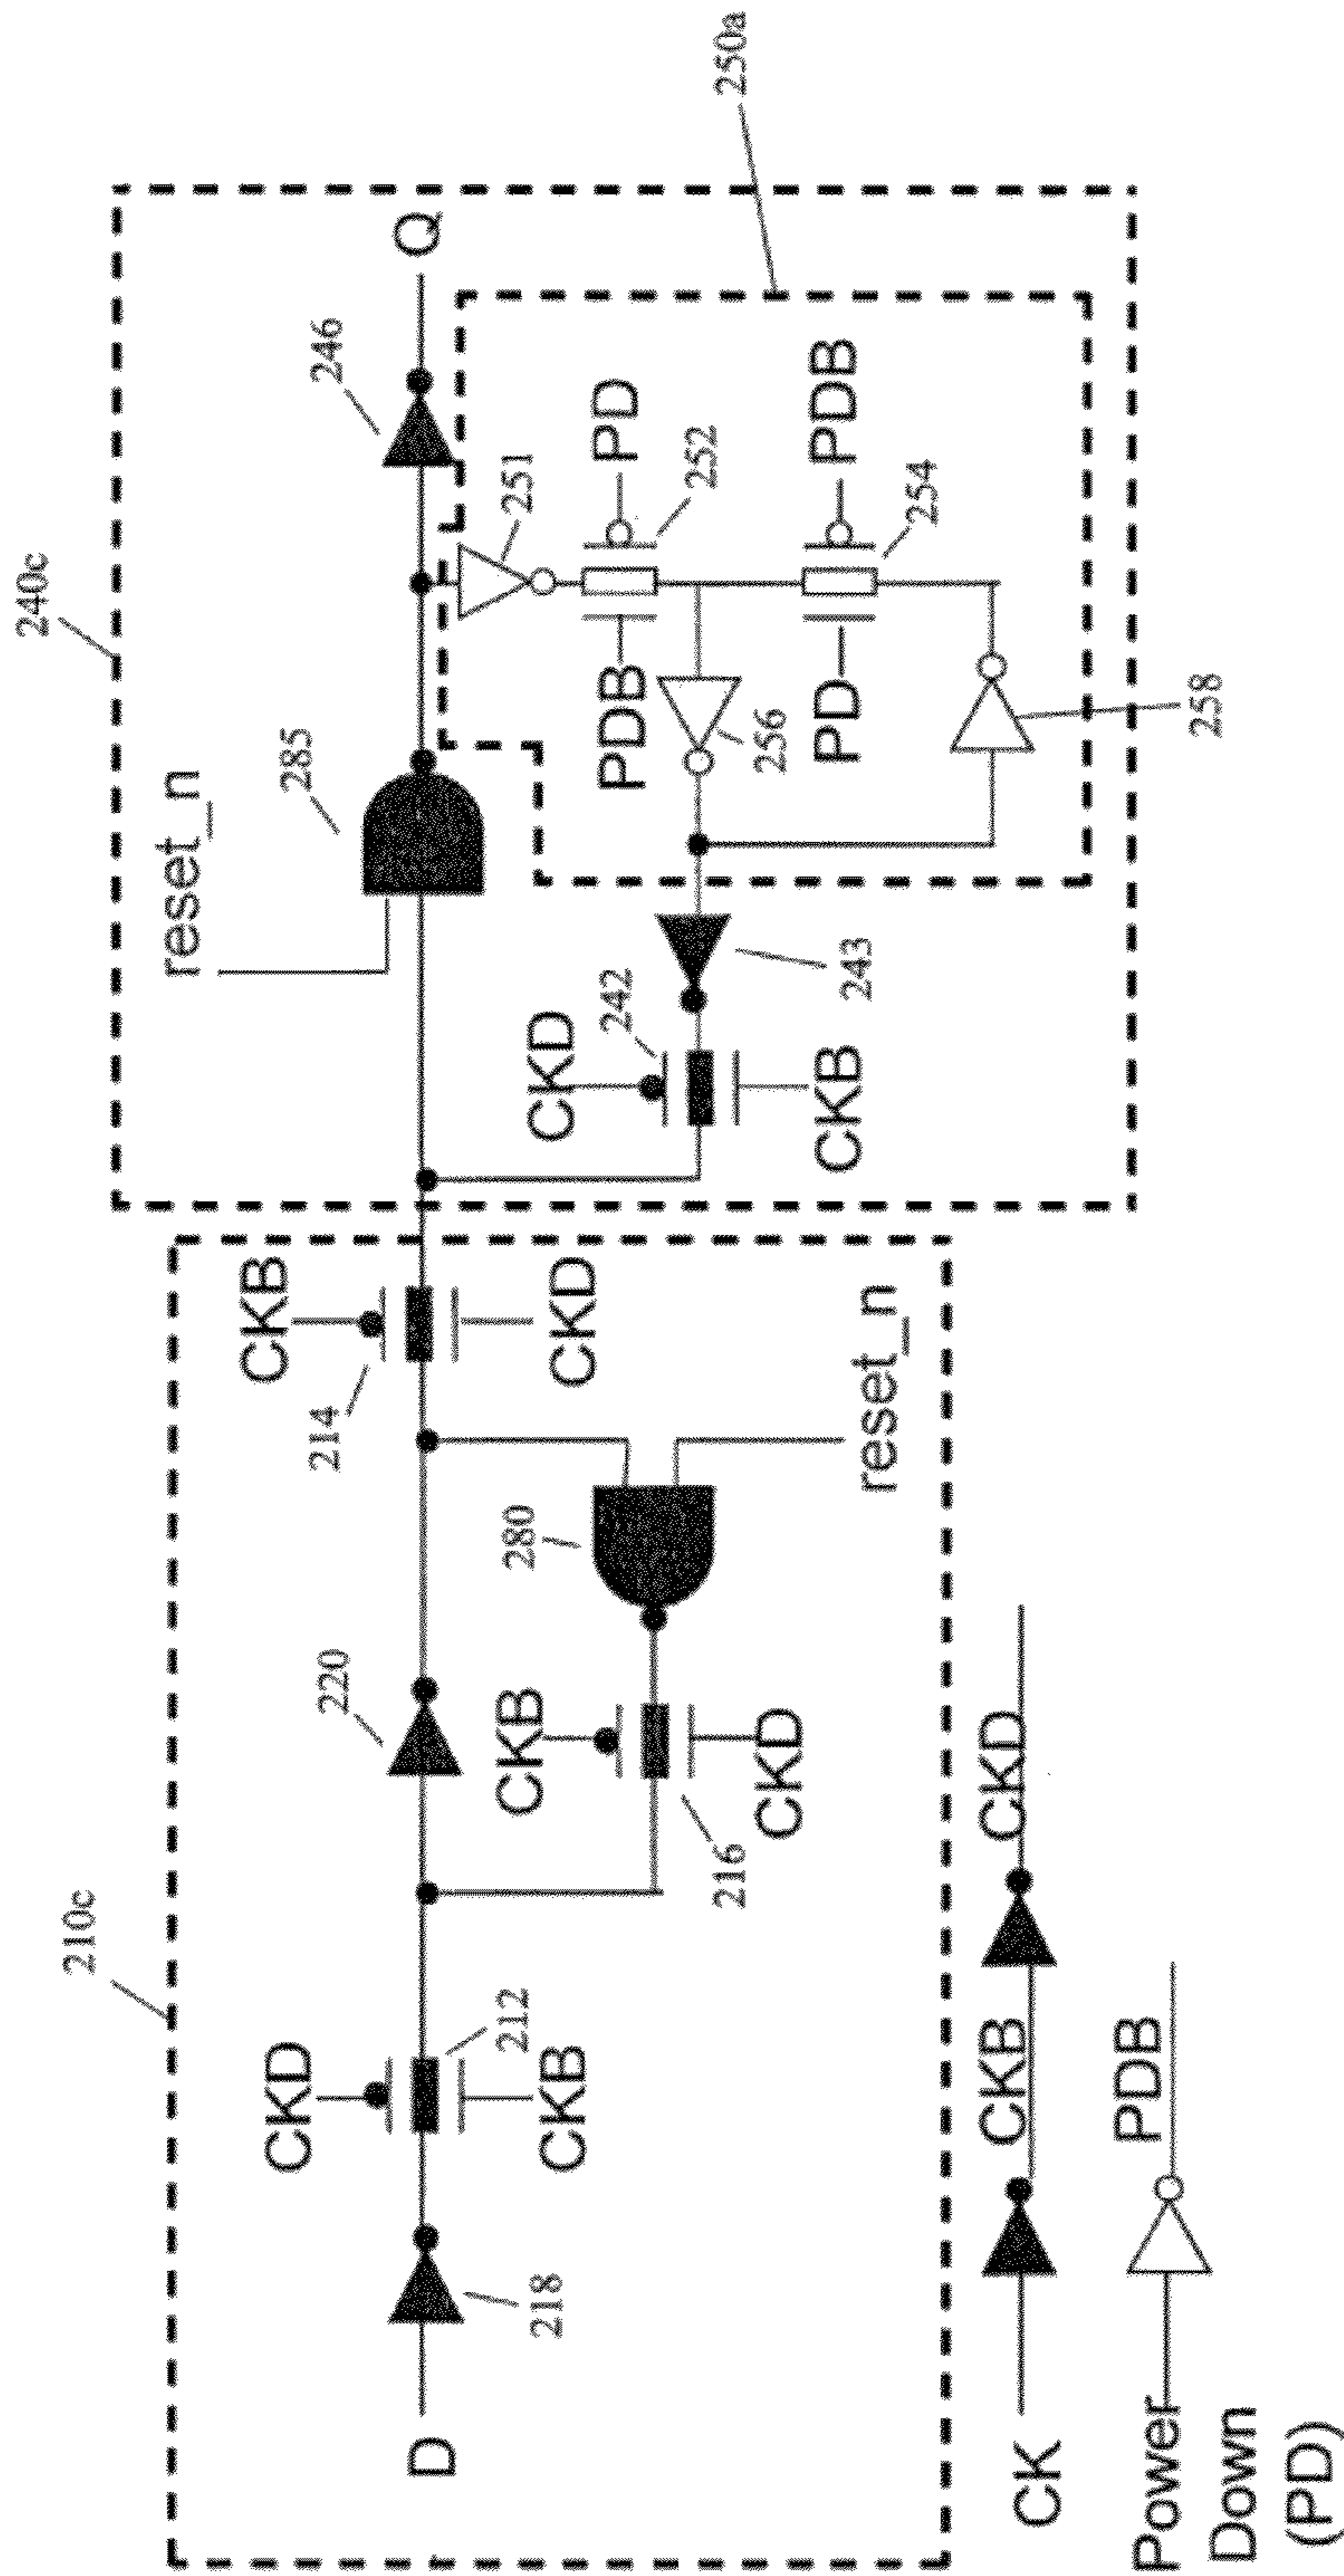 240c
250a
reset_n
285
246
Q
251
PD
252
PDB
PDB
256
PD
254
258
CKD
242
243
CKB
210c
CKB
214
CKD
reset_n
280
220
CKB
216
CKD
CKD
212
CKB
218
D
CK
CKB
CKD
Power
Down
(PD)
PDB